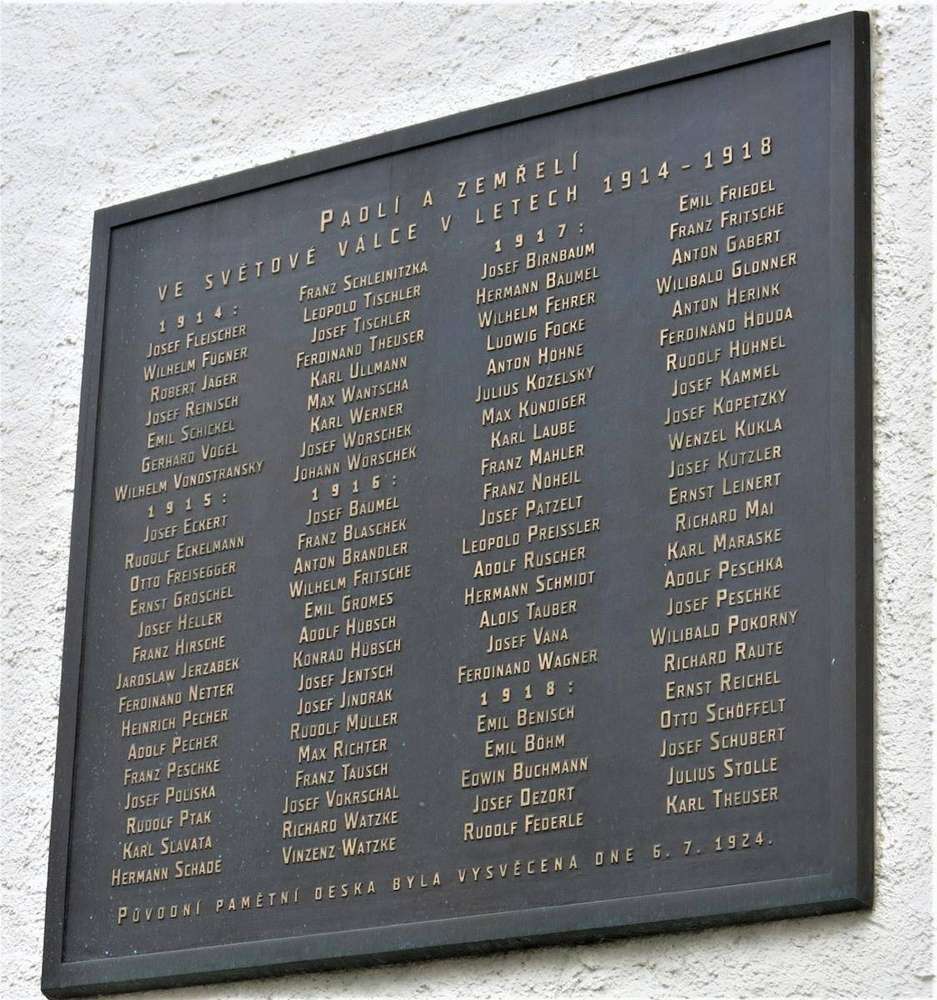 PADLÍ A ZEMŘELÍ
VE SVĚTOVÉ VÁLCE V LETECH 1914-1918
1914:
JOSEF FLEISCHER
WILHELM FUGNER
ROBERT JÄGER
JOSEF REINISCH
EMIL SCHICKEL
GERHARD VOGEL
WILHELM VONOSTRANSKY
1915:
JOSEF ECKERT
RUDOLF ECKELMANN
OTTO FREISEGGER
ERNST GRÖSCHEL
JOSEF HELLER
FRANZ HIRSCHE
JAROSLAW JERZABEK
FERDINAND NETTER
HEINRICH PECHER
ADOLF PECHER
FRANZ PESCHKE
JOSEF POLISKA
RUDOLF PTAK
KARL SLAVATA
HERMANN SCHADÉ
FRANZ SCHLEINITZKA
LEOPOLD TISCHLER
JOSEF TISCHLER
FERDINAND THEUSER
KARL ULLMANN
MAX WANTSCHA
KARL WERNER
JOSEF WORSCHEK
JOHANN WÖRSCHEK
1916:
JOSEF BÄUMEL
FRANZ BLASCHEK
ANTON BRANDLER
WILHELM FRITSCHE
EMIL GROMES
ADOLF HÜBSCH
KONRAD HÜBSCH
JOSEF JENTSCH
JOSEF JINDRAK
RUDOLF MÜLLER
MAX RICHTER
FRANZ TAUSCH
JOSEF VOKRSCHAL
RICHARD WATZKE
VINZENZ WATZKE
1917:
JOSEF BIRNBAUM
HERMANN BÄUMEL
WILHELM FEHRER
LUDWIG FOCKE
ANTON HÖHNE
JULIUS KOZELSKY
MAX KÜNDIGER
KARL LAUBE
FRANZ MAHLER
FRANZ NOHEIL
JOSEF PATZELT
LEOPOLD PREISSLER
ADOLF RUSCHER
HERMANN SCHMIDT
ALOIS TAUBER
JOSEF VANA
FERDINAND WAGNER
1918:
EMIL BENISCH
EMIL BÖHM
EDWIN BUCHMANN
JOSEF DEZORT
RUDOLF FEDERLE
EMIL FRIEDEL
FRANZ FRITSCHE
ANTON GABERT
WILIBALD GLONNER
ANTON HERINK
FERDINAND HOUDA
RUDOLF HÜHNEL
JOSEF KAMMEL
JOSEF KOPETZKY
WENZEL KUKLA
JOSEF KUTZLER
ERNST LEINERT
RICHARD MAI
KARL MARASKE
ADOLF PESCHKA
JOSEF PESCHKE
WILIBALD POKORNY
RICHARD RAUTE
ERNST REICHEL
OTTO SCHÖFFELT
JOSEF SCHUBERT
JULIUS STOLLE
KARL THEUSER
PŮVODNÍ PAMĚTNÍ DESKA BYLA VYSVĚCENA DNE 6.7.1924.